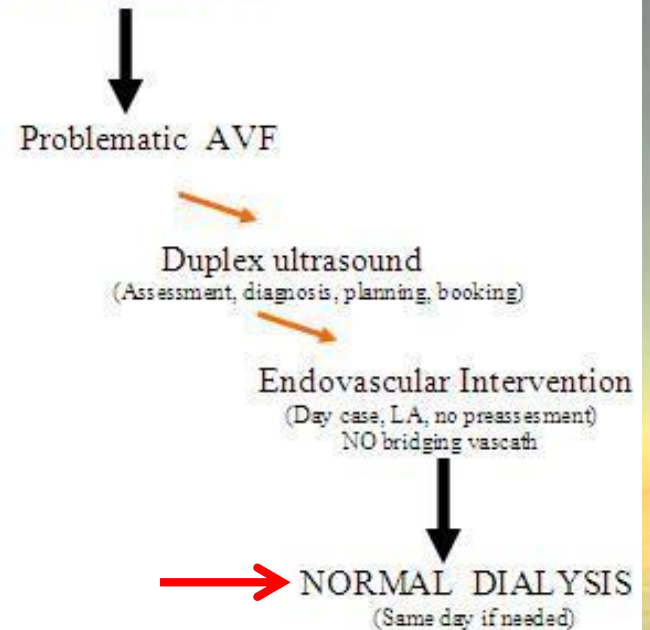 Problematic AVF
Duplex ultrasound
(Assessment, diagnosis, planning, booking)
Endovascular Intervention
(Day case, LA, no preassesment)
NO bridging vascath
NORMAL DIALYSIS
(Same day if needed)